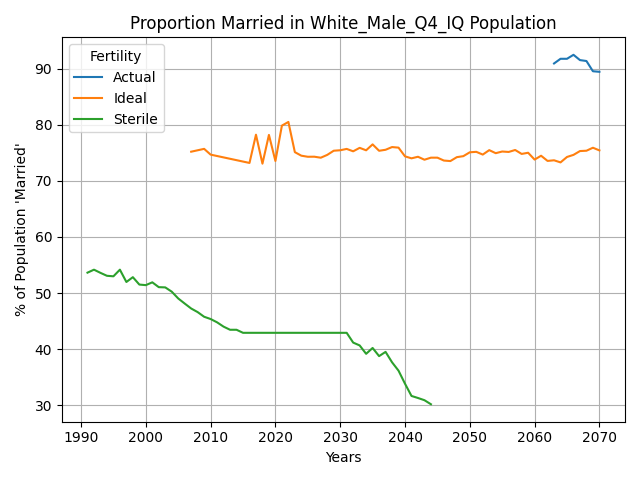 Proportion Married in White_Male_Q4_IQ Population
Fertility
Actual
Ideal
Sterile
% of Population 'Married'
90
80
70
60
50
40
30
1990 2000 2010 2020 2030 2040 2050 2060 2070
Years